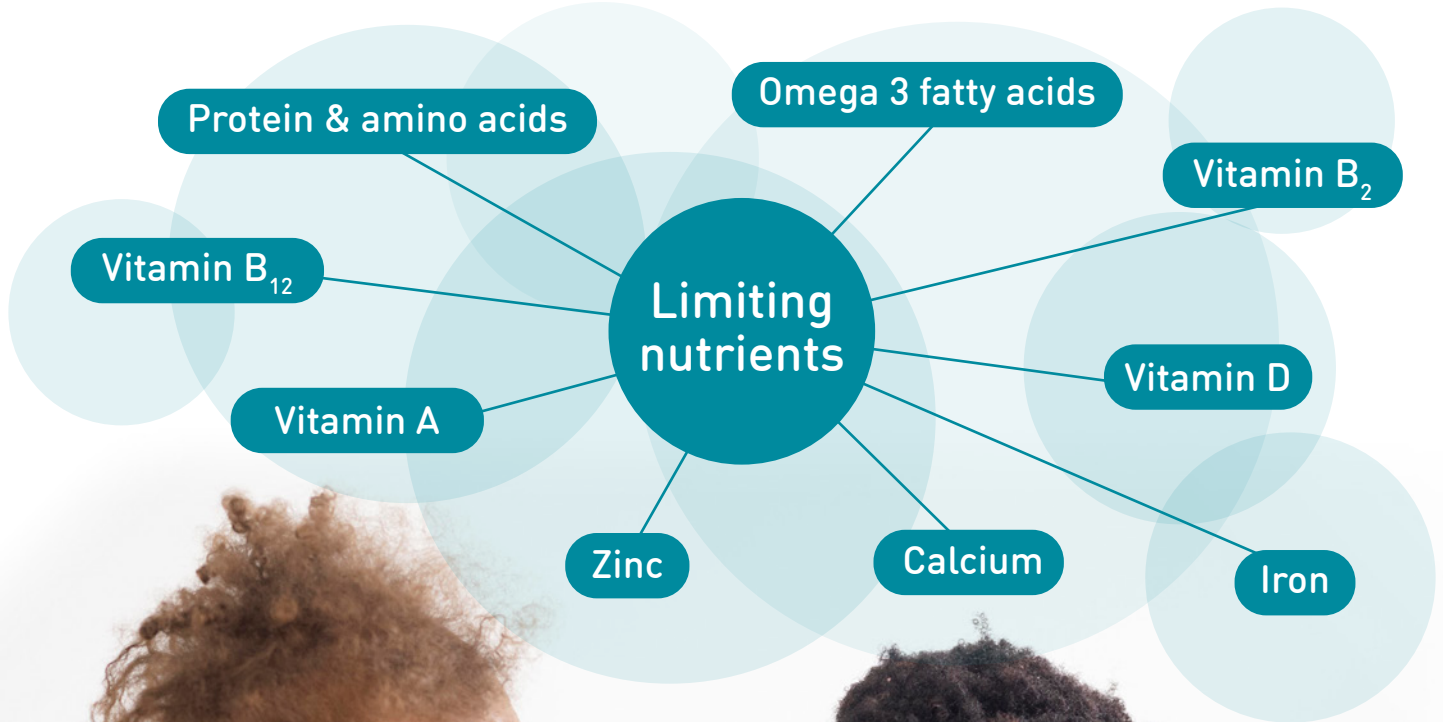 Omega 3 fatty acids
Protein & amino acids
Vitamin B₂
Vitamin B₁₂
Limiting
nutrients
Vitamin D
Vitamin A
Zinc
Calcium
Iron